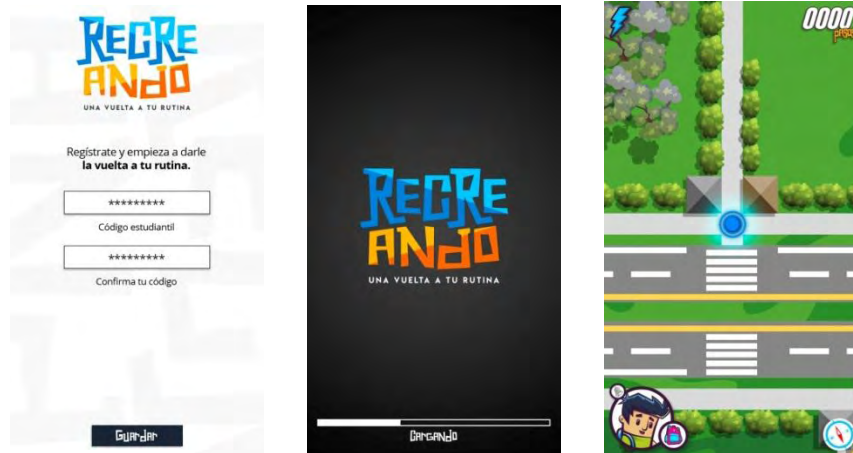 RECRE
ANDO
UNA VUELTA A TU RUTINA
Regístrate y empieza a darle
la vuelta a tu rutina.
*********
Código estudiantil
*********
Confirma tu código
Guardar
RECRE
ANDO
UNA VUELTA A TU RUTINA
CARGANDO
0000